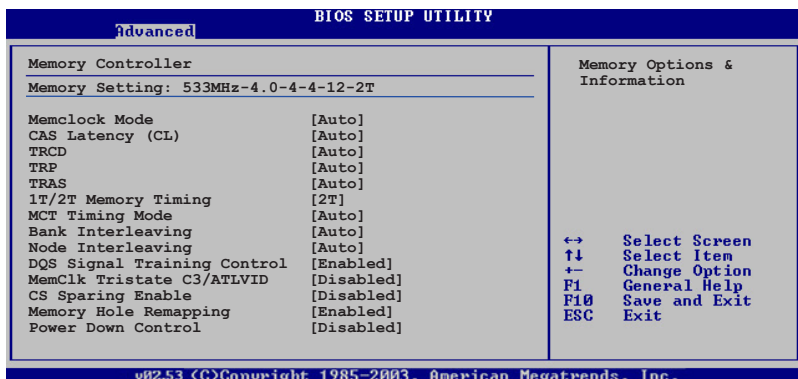 BIOS SETUP UTILITY
Advanced
Memory Controller
Memory Setting: 533MHz-4.0-4-4-12-2T
Memclock Mode [Auto]
CAS Latency (CL) [Auto]
TRCD [Auto]
TRP [Auto]
TRAS [Auto]
1T/2T Memory Timing [2T]
MCT Timing Mode [Auto]
Bank Interleaving [Auto]
Node Interleaving [Auto]
DQS Signal Training Control [Enabled]
MemClk Tristate C3/ATLVID [Disabled]
CS Sparing Enable [Disabled]
Memory Hole Remapping [Enabled]
Power Down Control [Disabled]
Memory Options &
Information
←→ Select Screen
↑↓ Select Item
+- Change Option
F1 General Help
F10 Save and Exit
ESC Exit
v02.53 (C)Copyright 1985-2003, American Megatrends, Inc.